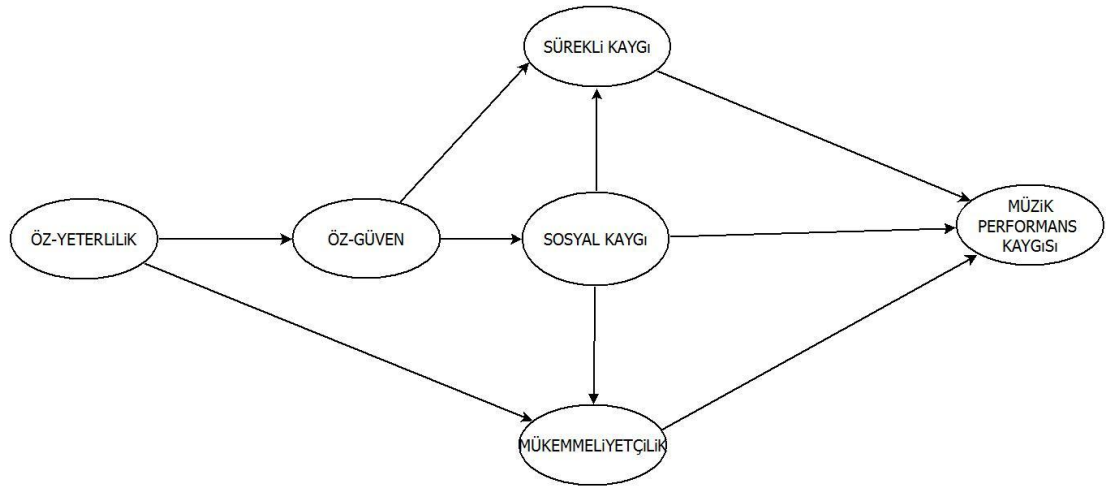 SÜREKLİ KAYGı
ÖZ-YETERLİLİK
ÖZ-GÜVEN
SOSYAL KAYGı
MÜZİK
PERFORMANS
KAYGıSı
MÜKEMMELİYETÇİLİK